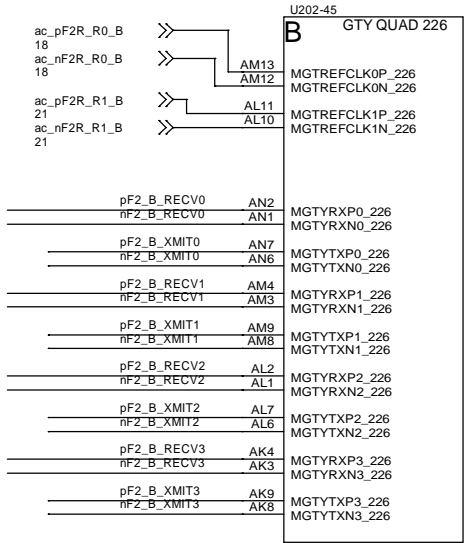 U202-45
B GTY QUAD 226
ac_pF2R_R0_B
18
ac_nF2R_R0_B
18
AM13 MGTREFCLK0P_226
AM12 MGTREFCLK0N_226
ac_pF2R_R1_B
21
ac_nF2R_R1_B
21
AL11 MGTREFCLK1P_226
AL10 MGTREFCLK1N_226
pF2_B_RECV0 AN2 MGTYRXP0_226
nF2_B_RECV0 AN1 MGTYRXN0_226
pF2_B_XMIT0 AN7 MGTYTXP0_226
nF2_B_XMIT0 AN6 MGTYTXN0_226
pF2_B_RECV1 AM4 MGTYRXP1_226
nF2_B_RECV1 AM3 MGTYRXN1_226
pF2_B_XMIT1 AM9 MGTYTXP1_226
nF2_B_XMIT1 AM8 MGTYTXN1_226
pF2_B_RECV2 AL2 MGTYRXP2_226
nF2_B_RECV2 AL1 MGTYRXN2_226
pF2_B_XMIT2 AL7 MGTYTXP2_226
nF2_B_XMIT2 AL6 MGTYTXN2_226
pF2_B_RECV3 AK4 MGTYRXP3_226
nF2_B_RECV3 AK3 MGTYRXN3_226
pF2_B_XMIT3 AK9 MGTYTXP3_226
nF2_B_XMIT3 AK8 MGTYTXN3_226